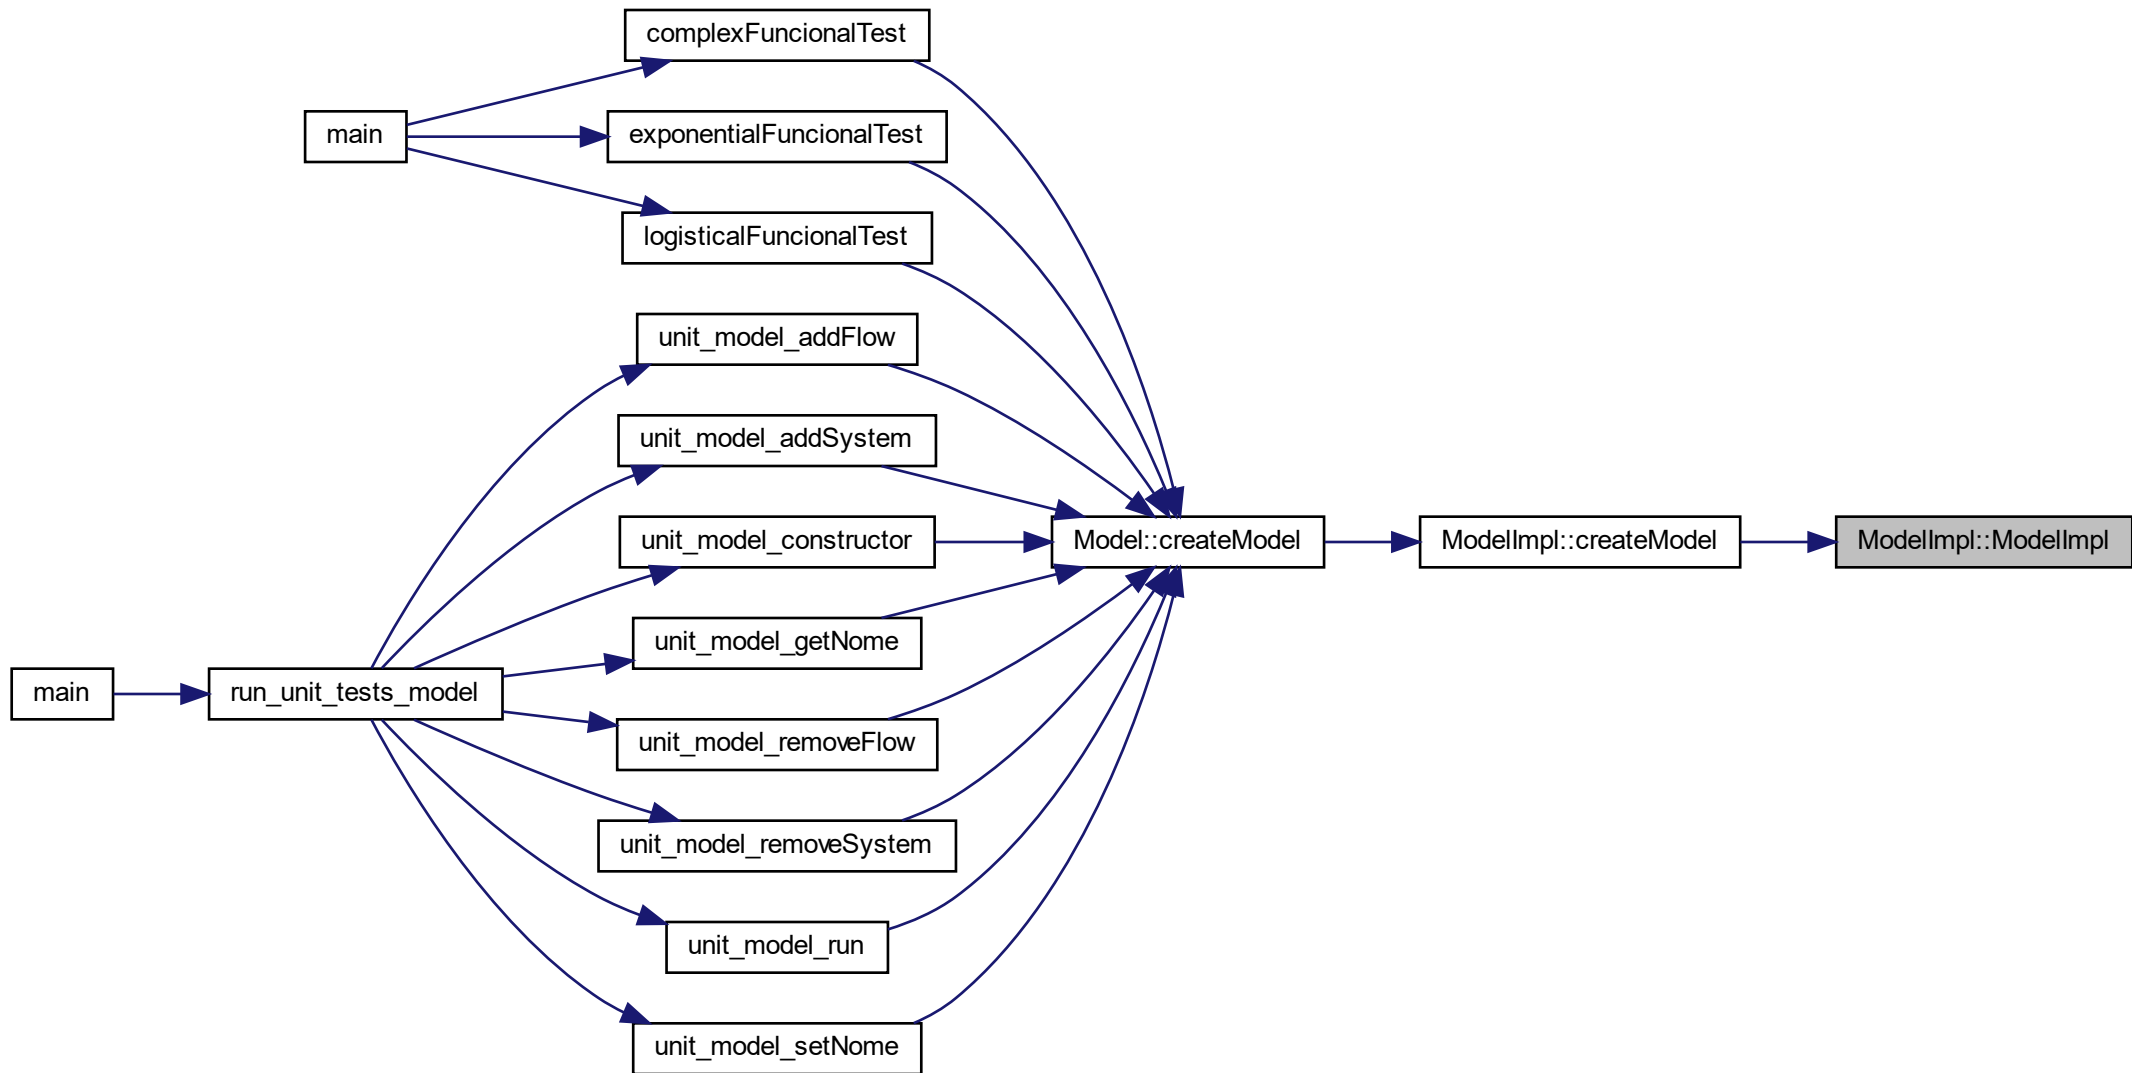 complexFuncionalTest
main
exponentialFuncionalTest
logisticalFuncionalTest
unit_model_addFlow
unit_model_addSystem
unit_model_constructor
Model::createModel
ModelImpl::createModel
ModelImpl::ModelImpl
unit_model_getNome
main
run_unit_tests_model
unit_model_removeFlow
unit_model_removeSystem
unit_model_run
unit_model_setNome